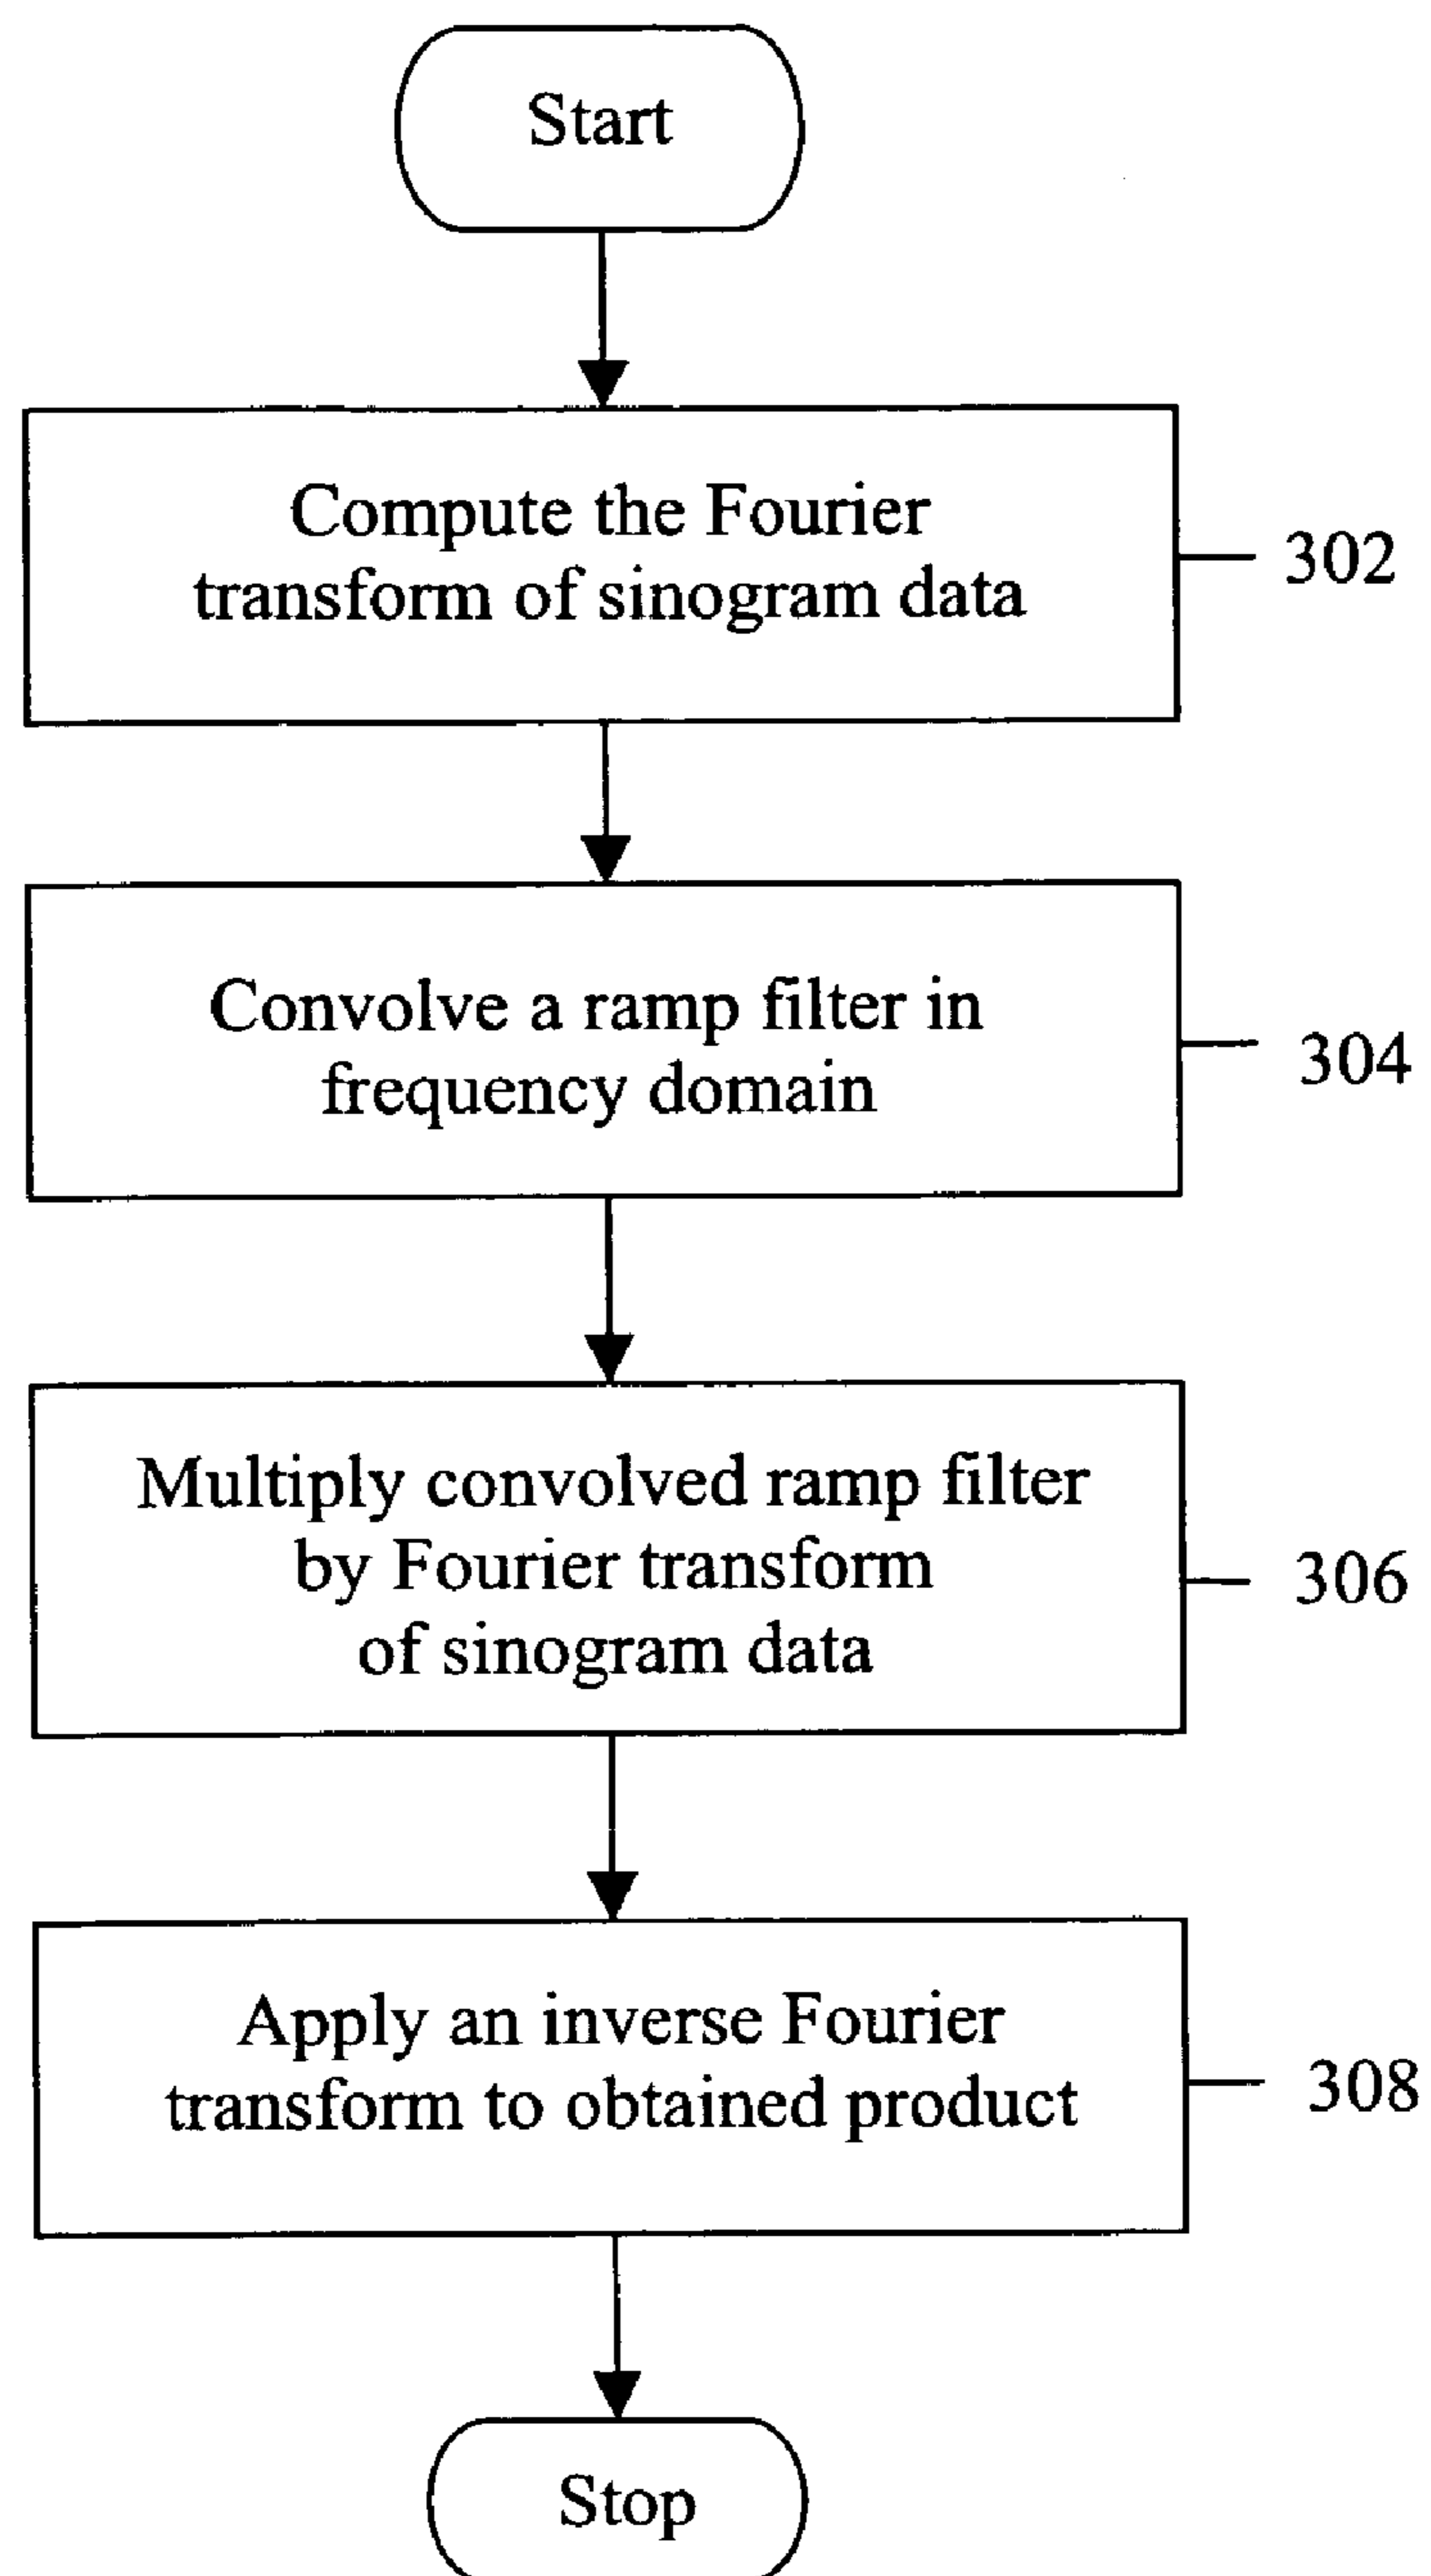 Start
Compute the Fourier
transform of sinogram data
302
Convolve a ramp filter in
frequency domain
304
Multiply convolved ramp filter
by Fourier transform
of sinogram data
306
Apply an inverse Fourier
transform to obtained product
308
Stop